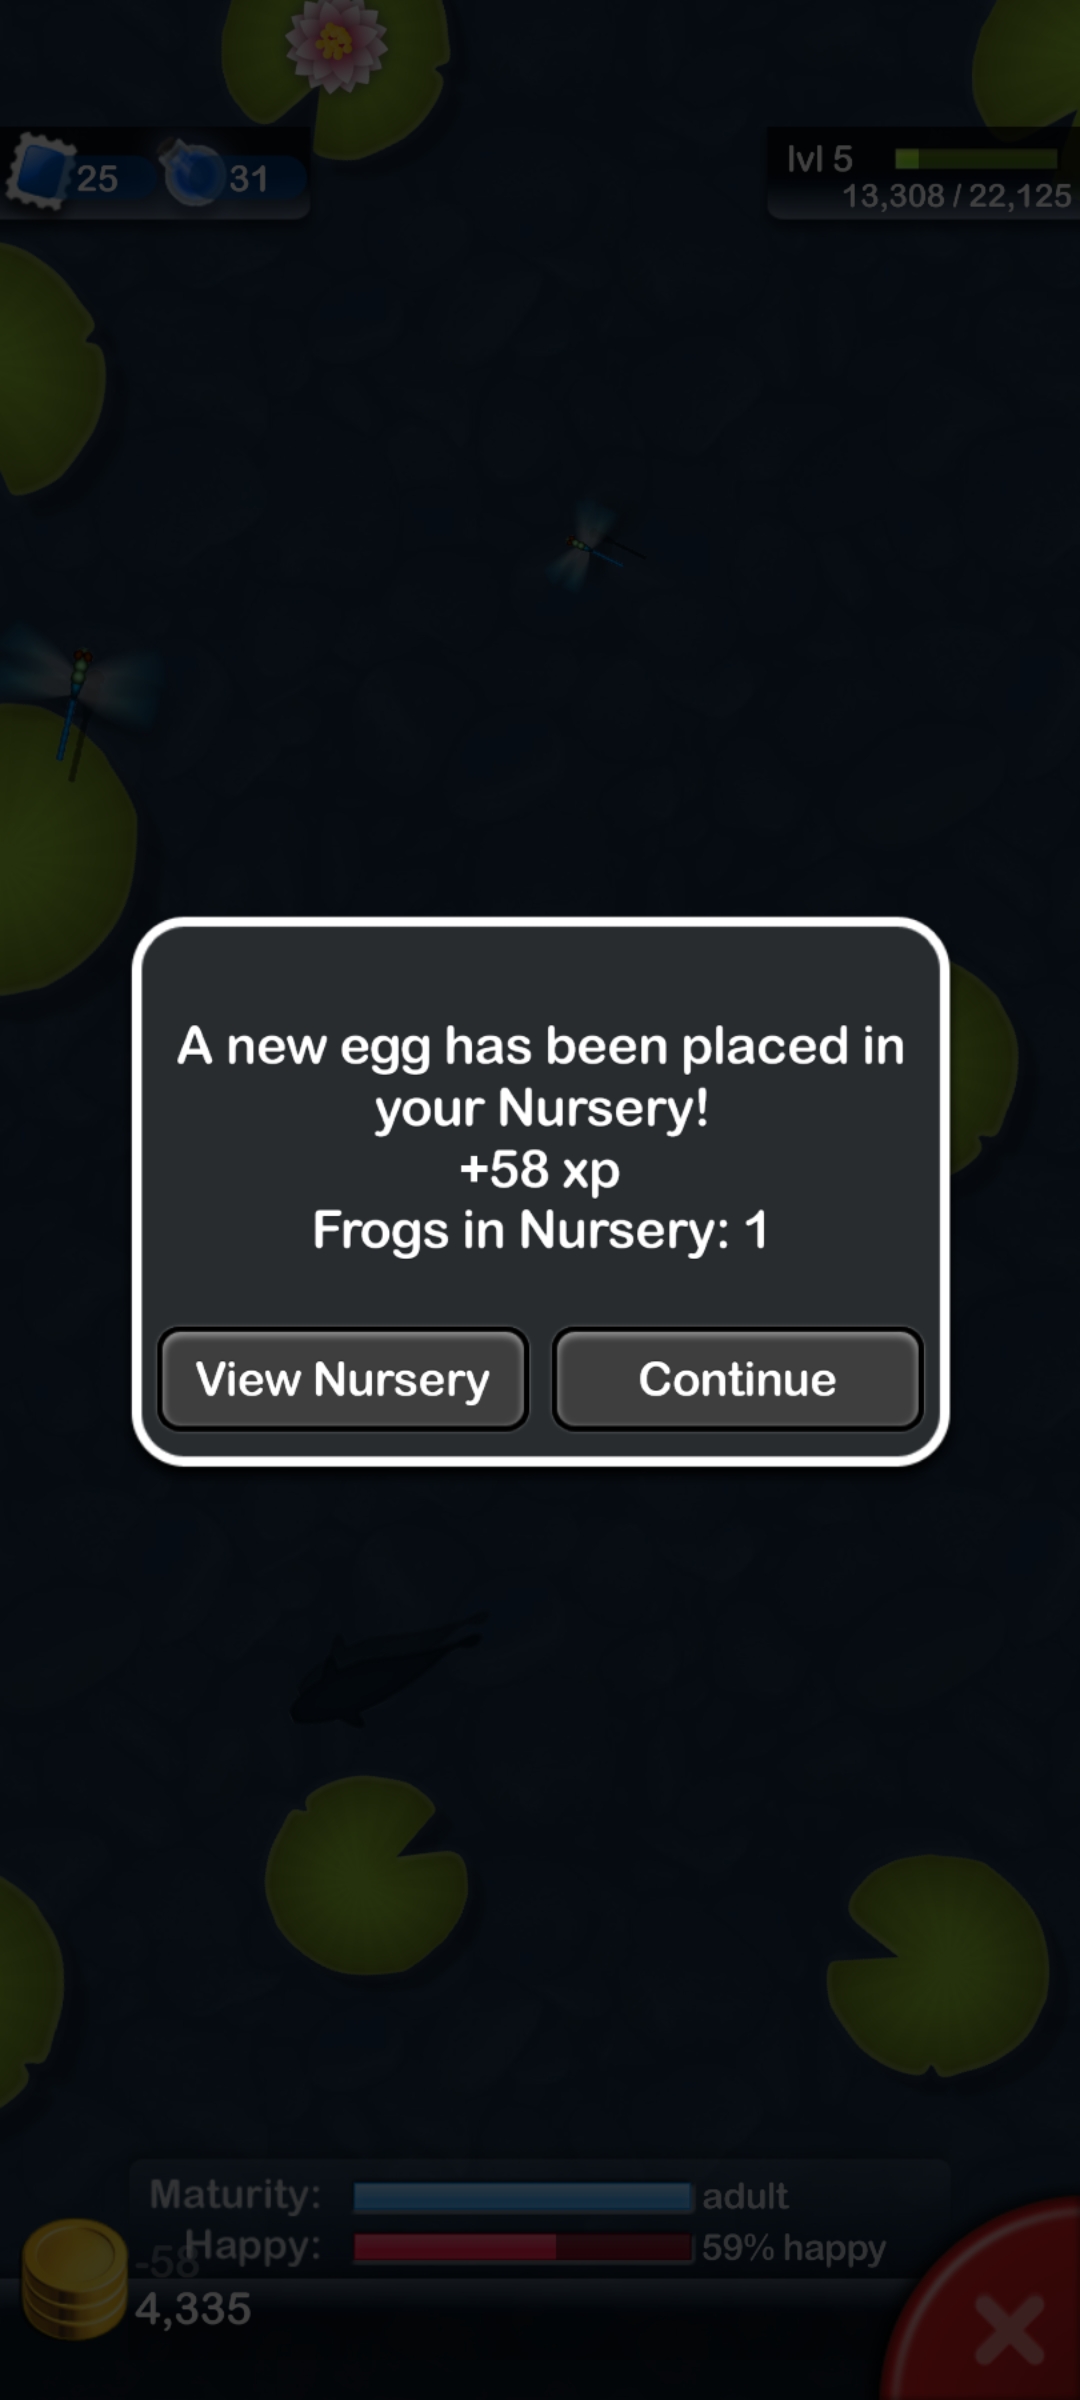 25
31
lvl 5
13,308 / 22,125
A new egg has been placed in
your Nursery!
+58 xp
Frogs in Nursery: 1
View Nursery
Continue
Maturity:
adult
Happy:
59% happy
-58
4,335